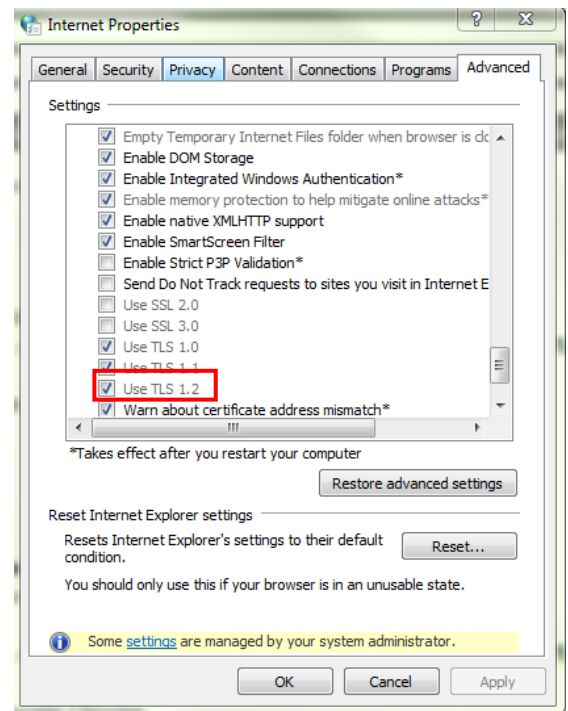 Internet Properties
General Security Privacy Content Connections Programs Advanced
Settings
Empty Temporary Internet Files folder when browser is clo
Enable DOM Storage
Enable Integrated Windows Authentication*
Enable memory protection to help mitigate online attacks*
Enable native XMLHTTP support
Enable SmartScreen Filter
Enable Strict P3P Validation*
Send Do Not Track requests to sites you visit in Internet E
Use SSL 2.0
Use SSL 3.0
Use TLS 1.0
Use TLS 1.1
Use TLS 1.2
Warn about certificate address mismatch*
*Takes effect after you restart your computer
Restore advanced settings
Reset Internet Explorer settings
Resets Internet Explorer's settings to their default
condition.
Reset...
You should only use this if your browser is in an unusable state.
Some settings are managed by your system administrator.
OK Cancel Apply